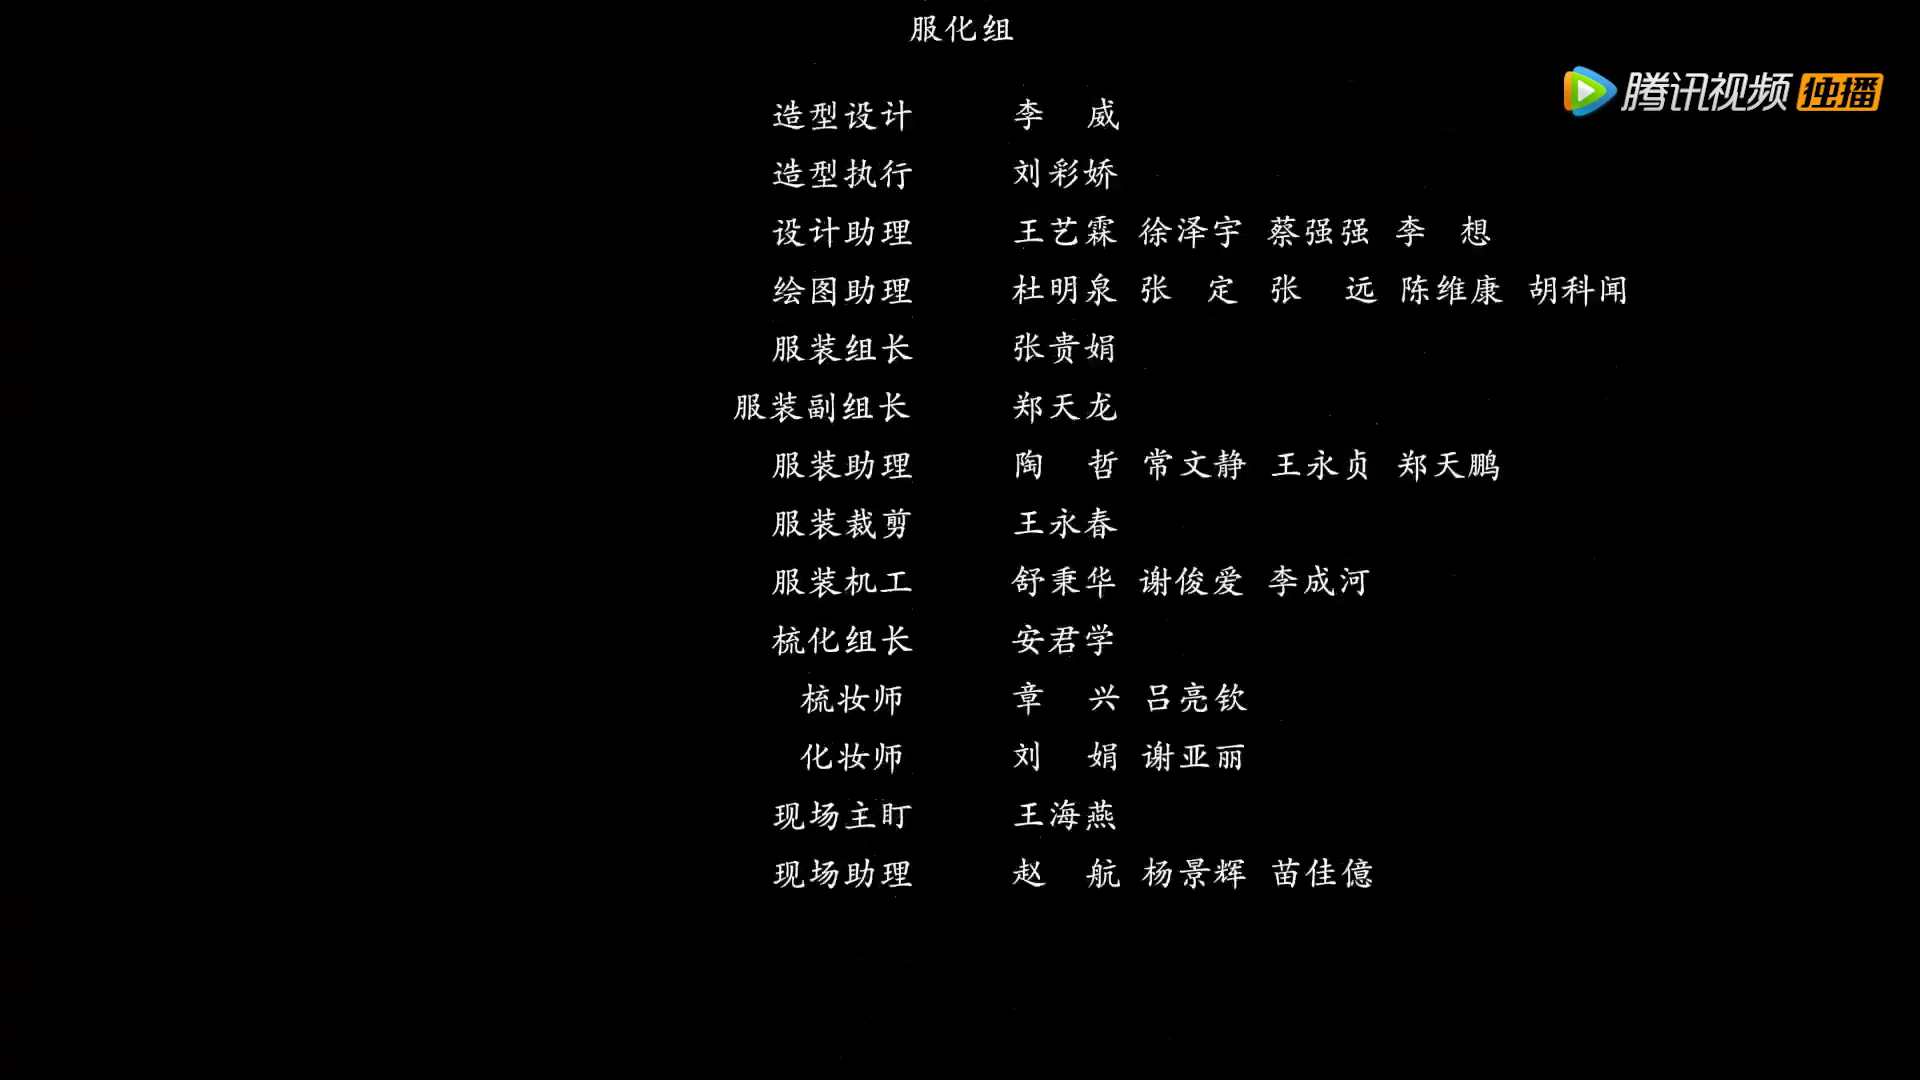 服化组
腾讯视频 独播
造型设计 李 威
造型执行 刘彩娇
设计助理 王艺霖 徐泽宇 蔡强强 李 想
绘图助理 杜明泉 张 定 张 远 陈维康 胡科闻
服装组长 张贵娟
服装副组长 郑天龙
服装助理 陶 哲 常文静 王永贞 郑天鹏
服装裁剪 王永春
服装机工 舒秉华 谢俊爱 李成河
梳化组长 安君学
梳妆师 章 兴 吕亮钦
化妆师 刘 娟 谢亚丽
现场主盯 王海燕
现场助理 赵 航 杨景辉 苗佳億